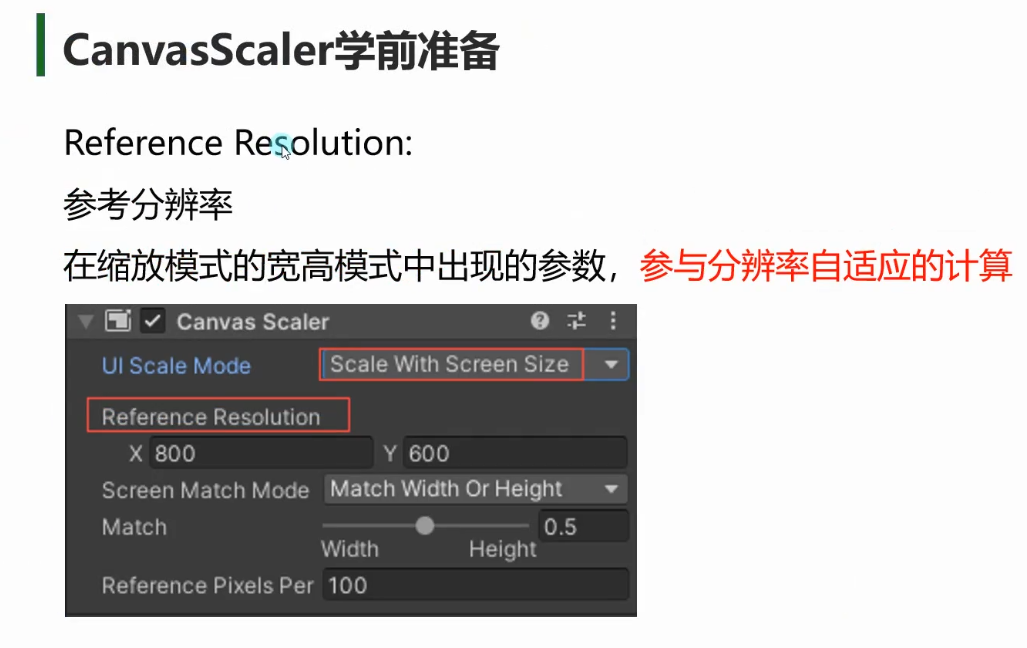 CanvasScaler学前准备
Reference Resolution:
参考分辨率
在缩放模式的宽高模式中出现的参数，参与分辨率自适应的计算
Canvas Scaler
UI Scale Mode Scale With Screen Size
Reference Resolution
X 800 Y 600
Screen Match Mode Match Width Or Height
Match 0.5
Width Height
Reference Pixels Per 100